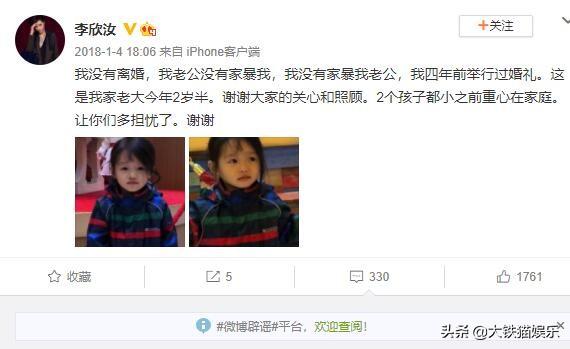 李欣汝
+关注
2018-1-4 18:06 来自 iPhone客户端
我没有离婚，我老公没有家暴我，我没有家暴我老公，我四年前举行过婚礼。这
是我家老大今年2岁半。谢谢大家的关心和照顾。2个孩子都小之前重心在家庭。
让你们多担忧了。谢谢
收藏
5
330
1761
#微博辟谣#平台，欢迎查阅！
头条 @大铁猫娱乐